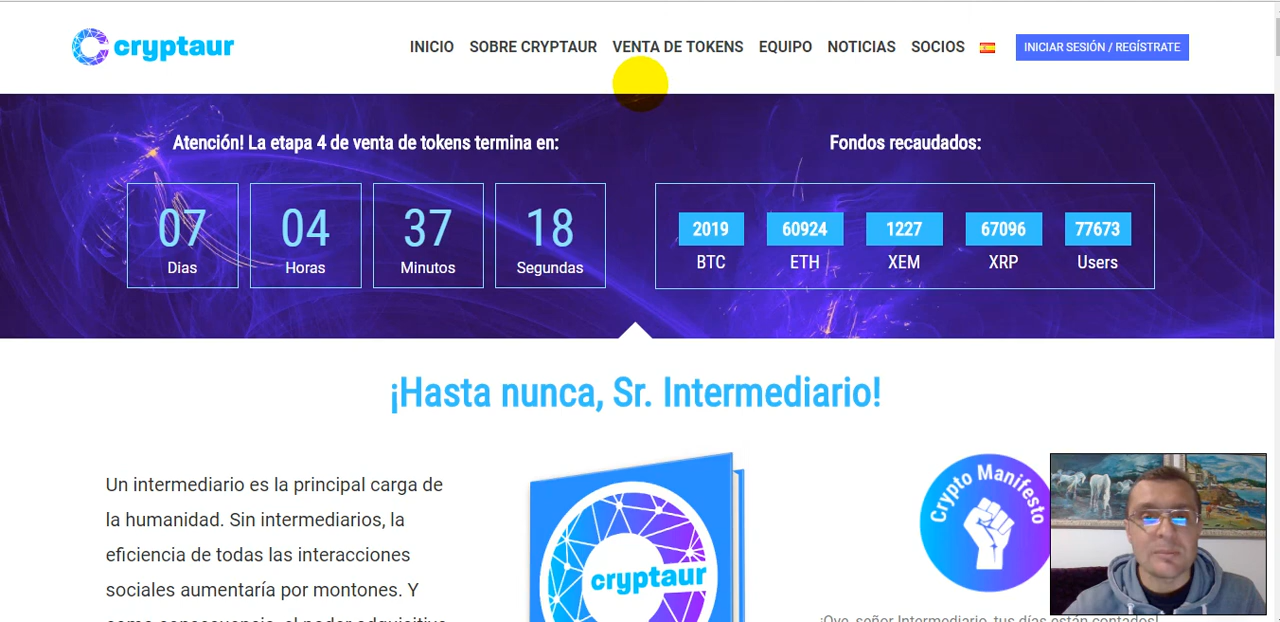 cryptaur
INICIO SOBRE CRYPTAUR VENTA DE TOKENS EQUIPO NOTICIAS SOCIOS INICIAR SESIÓN / REGÍSTRATE
Atención! La etapa 4 de venta de tokens termina en:
07 04 37 18
Dias Horas Minutos Segundas
Fondos recaudados:
2019 60924 1227 67096 77673
BTC ETH XEM XRP Users
¡Hasta nunca, Sr. Intermediario!
Un intermediario es la principal carga de
la humanidad. Sin intermediarios, la
eficiencia de todas las interacciones
sociales aumentaría por montones. Y
como consecuencia, el poder adquisitivo
cryptaur
Crypto Manifesto
¡Oye, señor Intermediario, tus días están contados!